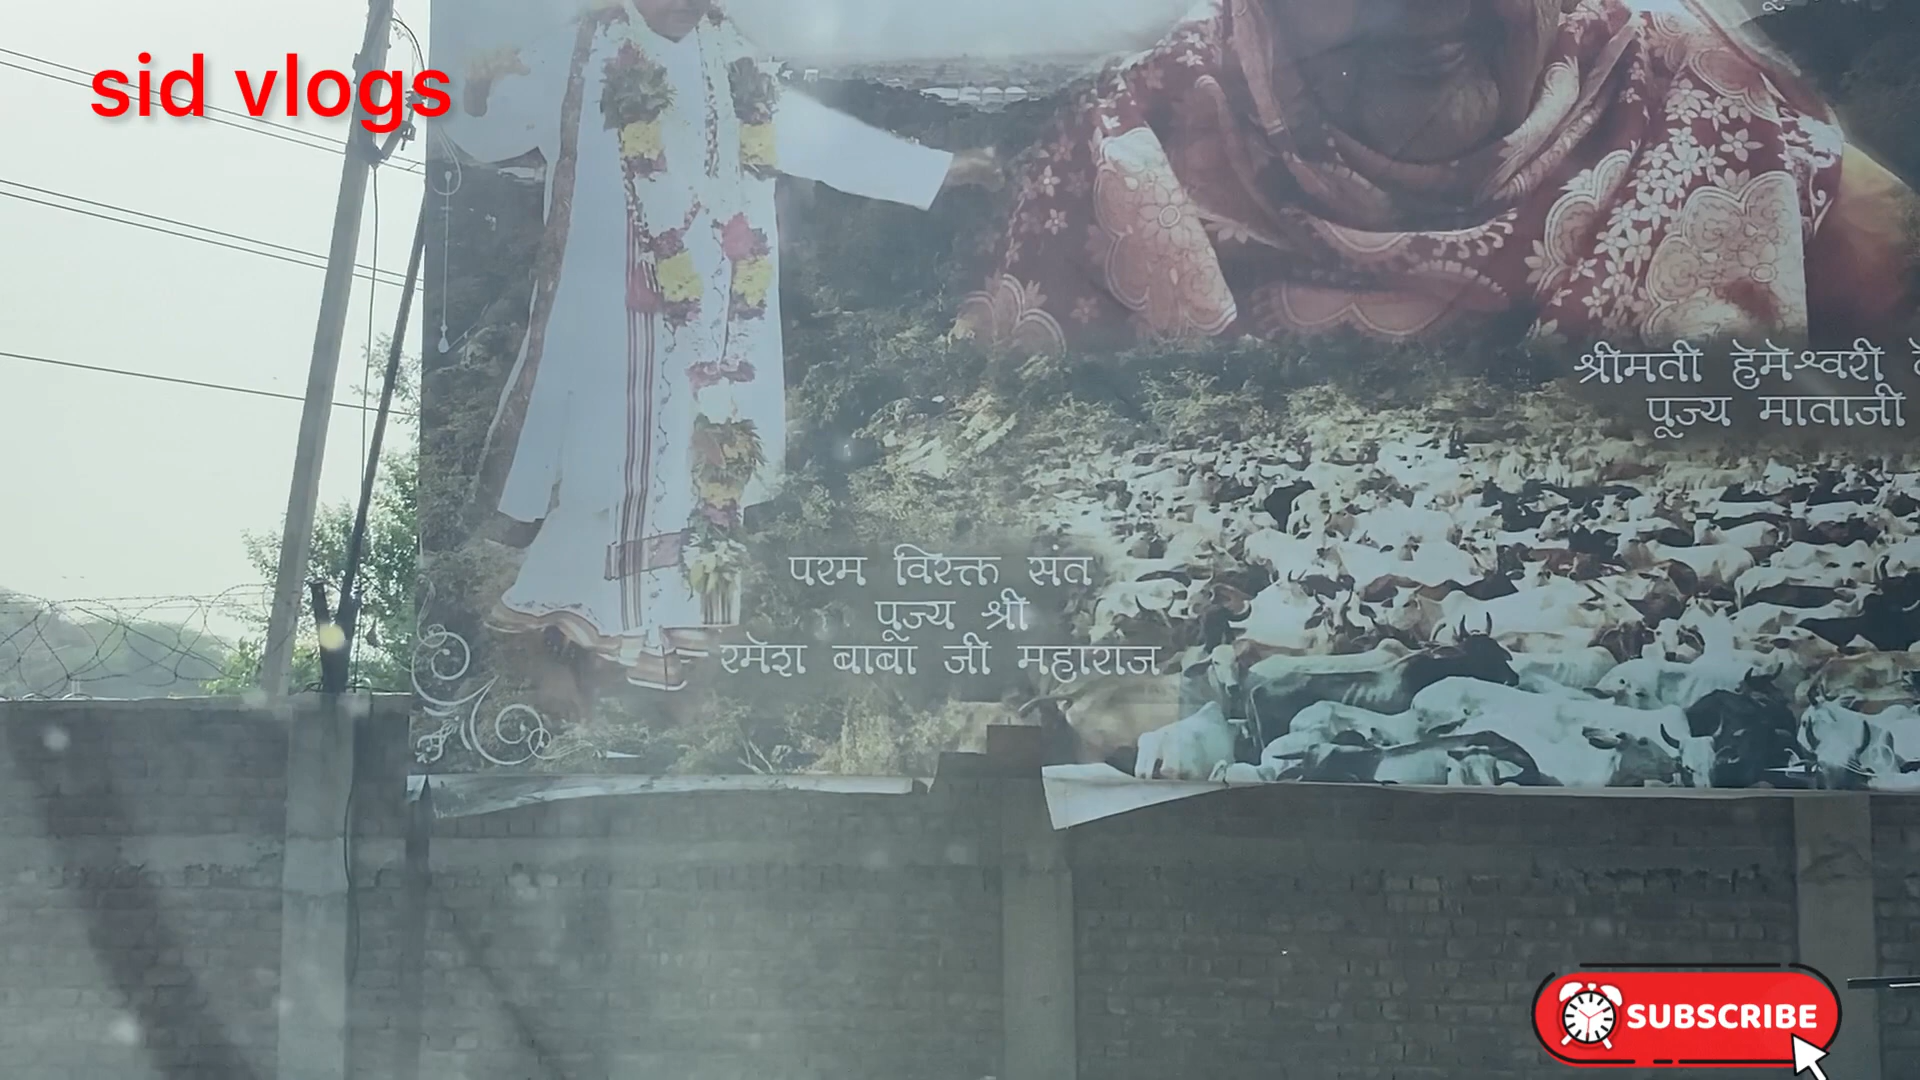 sid vlogs
श्रीमती हेमेश्वरी
पूज्य माताजी
परम विरक्त संत
पूज्य श्री
रमेश बाबा जी महाराज
SUBSCRIBE